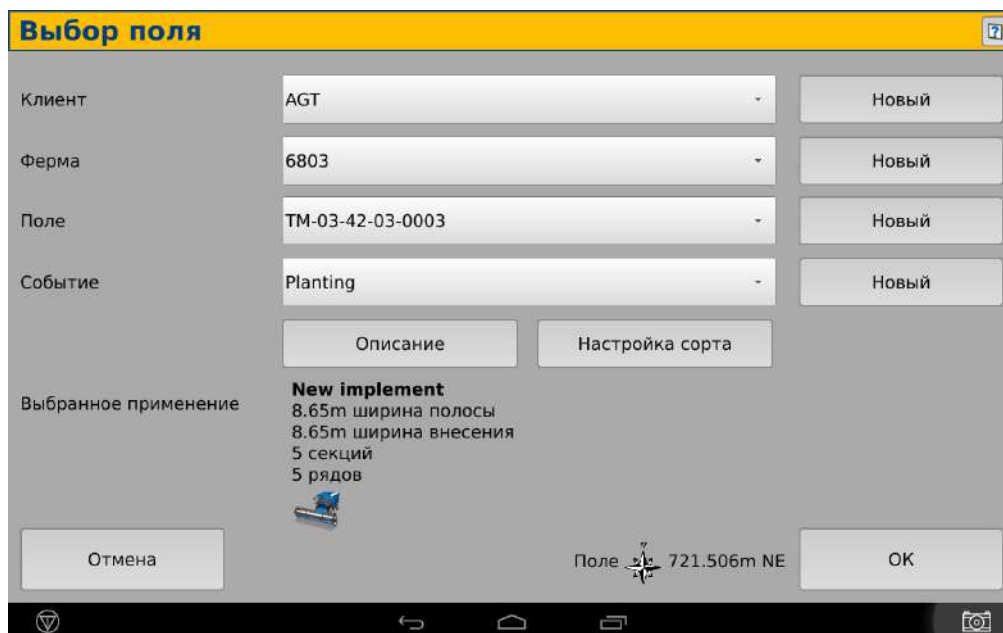 Выбор поля
Клиент AGT Новый
Ферма 6803 Новый
Поле TM-03-42-03-0003 Новый
Событие Planting Новый
Описание Настройка сорта
New implement
Выбранное применение 8.65m ширина полосы
8.65m ширина внесения
5 секций
5 рядов
Отмена Поле 721.506m NE ОК